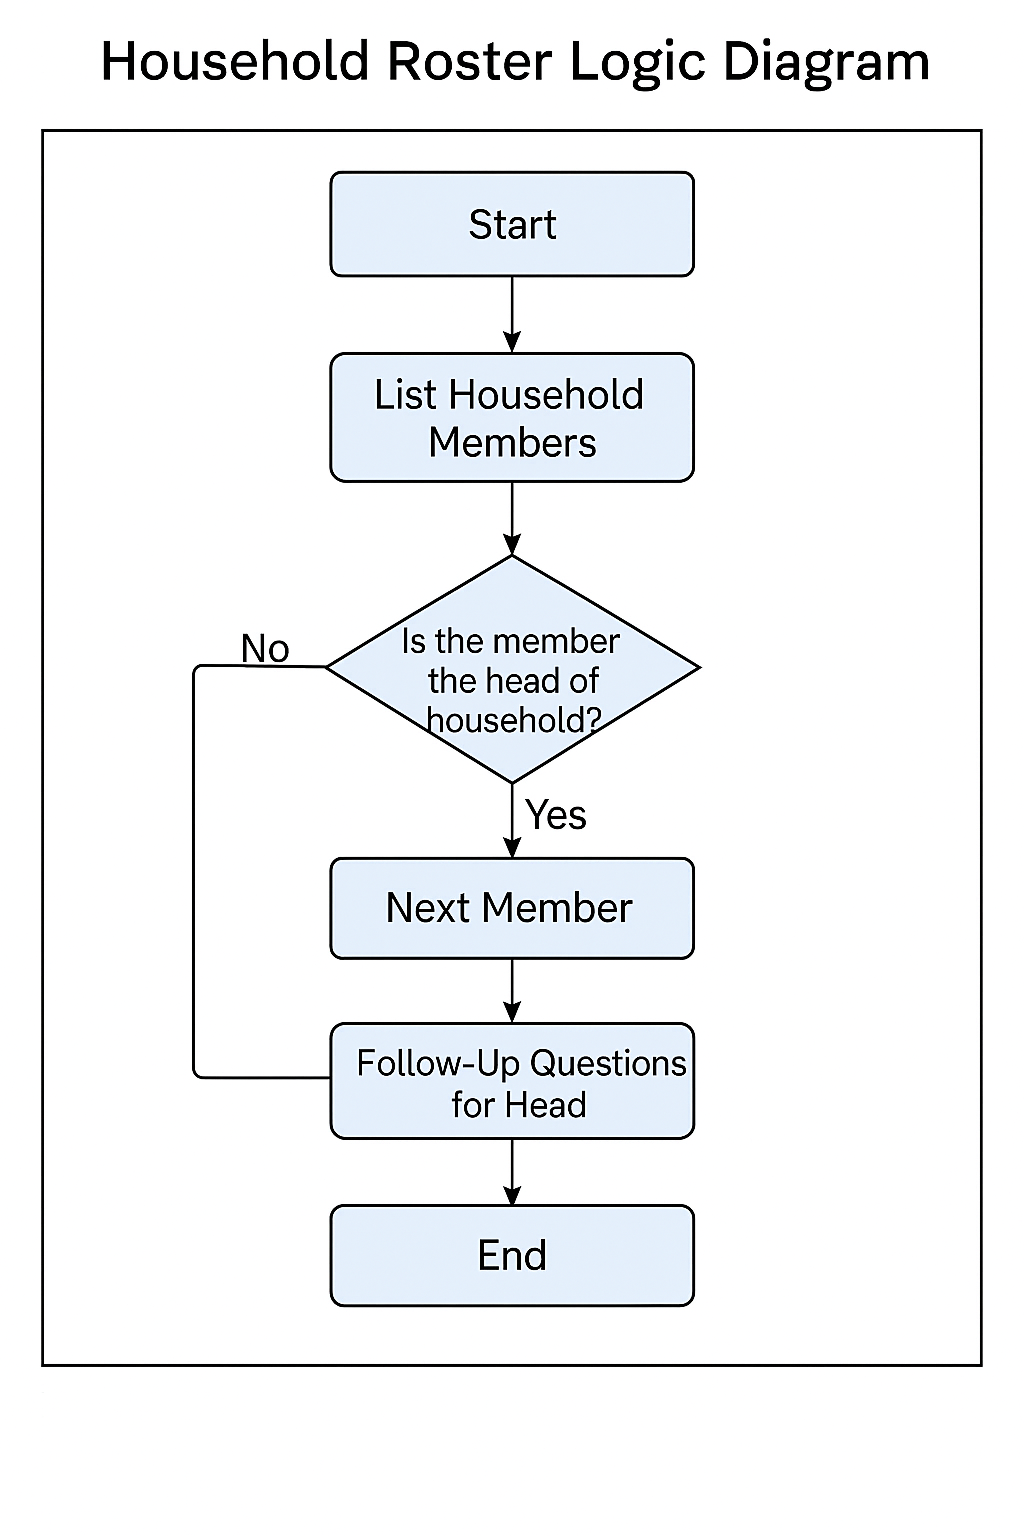 Household Roster Logic Diagram
Start
List Household
Members
Is the member
the head of
household?
No
Yes
Next Member
Follow-Up Questions
for Head
End